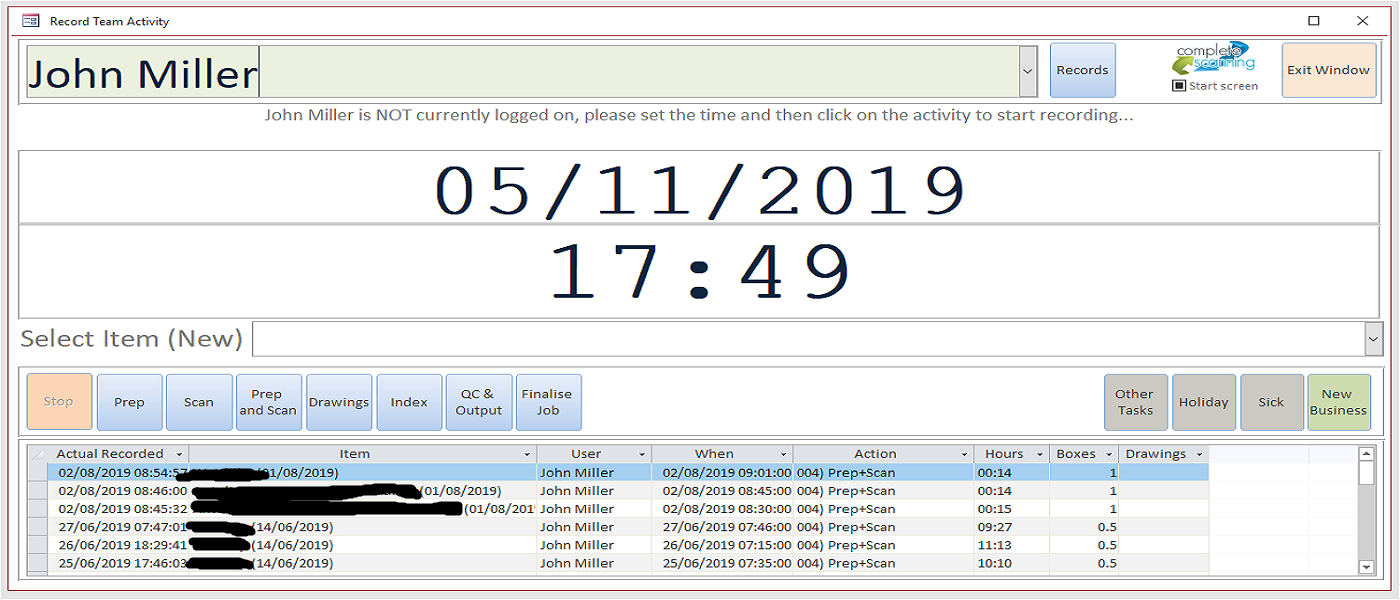 Record Team Activity
John Miller
Records
complete
scanning
Start screen
Exit Window
John Miller is NOT currently logged on, please set the time and then click on the activity to start recording...
05/11/2019
17:49
Select Item (New)
Stop
Prep
Scan
Prep
and Scan
Drawings
Index
QC &
Output
Finalise
Job
Other
Tasks
Holiday
Sick
New
Business
Actual Recorded Item User When Action Hours Boxes Drawings
02/08/2019 08:54:57 (01/08/2019) John Miller 02/08/2019 09:01:00 004) Prep+Scan 00:14 1
02/08/2019 08:46:00 (01/08/2019) John Miller 02/08/2019 08:45:00 004) Prep+Scan 00:14 1
02/08/2019 08:45:32 (01/08/201 John Miller 02/08/2019 08:30:00 004) Prep+Scan 00:15 1
27/06/2019 07:47:01 (14/06/2019) John Miller 27/06/2019 07:46:00 004) Prep+Scan 09:27 0.5
26/06/2019 18:29:41 (14/06/2019) John Miller 26/06/2019 07:15:00 004) Prep+Scan 11:13 0.5
25/06/2019 17:46:03 (14/06/2019) John Miller 25/06/2019 07:35:00 004) Prep+Scan 10:10 0.5